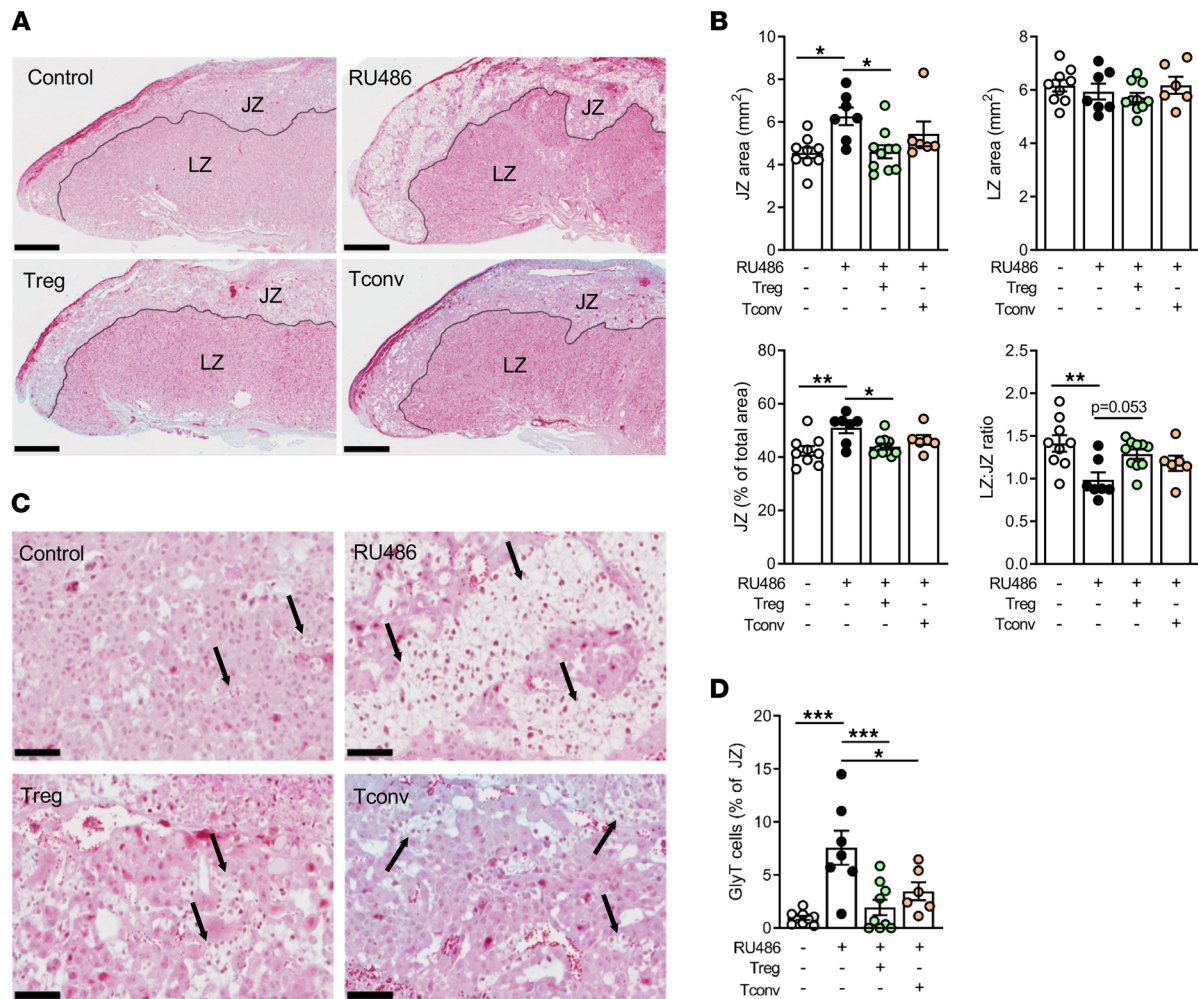 A
Control
JZ
LZ
RU486
JZ
LZ
Treg
JZ
LZ
Tconv
JZ
LZ
B
JZ area (mm²)
10
8
6
4
2
0
*
*
RU486 - + + +
Treg - - + -
Tconv - - - +
LZ area (mm²)
8
6
4
2
0
RU486 - + + +
Treg - - + -
Tconv - - - +
JZ (% of total area)
80
60
40
20
0
**
*
RU486 - + + +
Treg - - + -
Tconv - - - +
LZ:JZ ratio
2.5
2.0
1.5
1.0
0.5
0.0
**
p=0.053
RU486 - + + +
Treg - - + -
Tconv - - - +
C
Control
RU486
Treg
Tconv
D
GlyT cells (% of JZ)
20
15
10
5
0
***
***
*
RU486 - + + +
Treg - - + -
Tconv - - - +